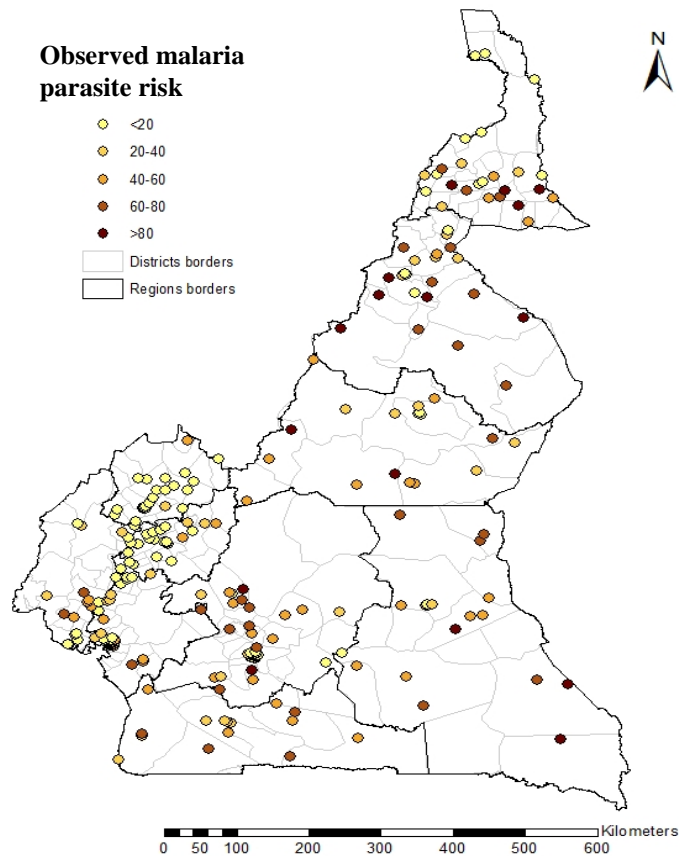 Observed malaria
parasite risk
<20
20-40
40-60
60-80
>80
Districts borders
Regions borders
N
Kilometers
0 50 100 200 300 400 500 600